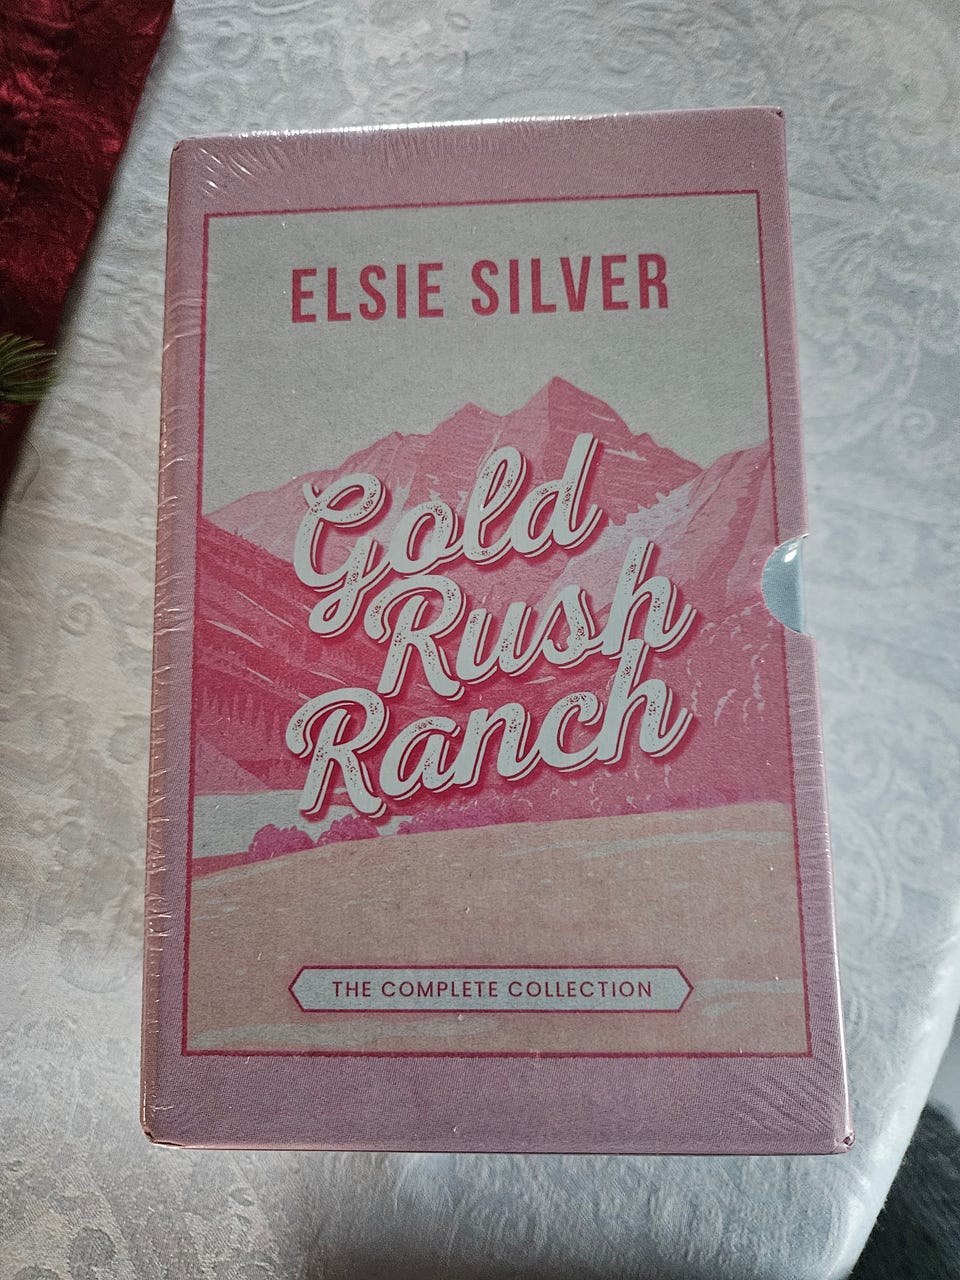 ELSIE SILVER
Gold
Rush
Ranch
THE COMPLETE COLLECTION